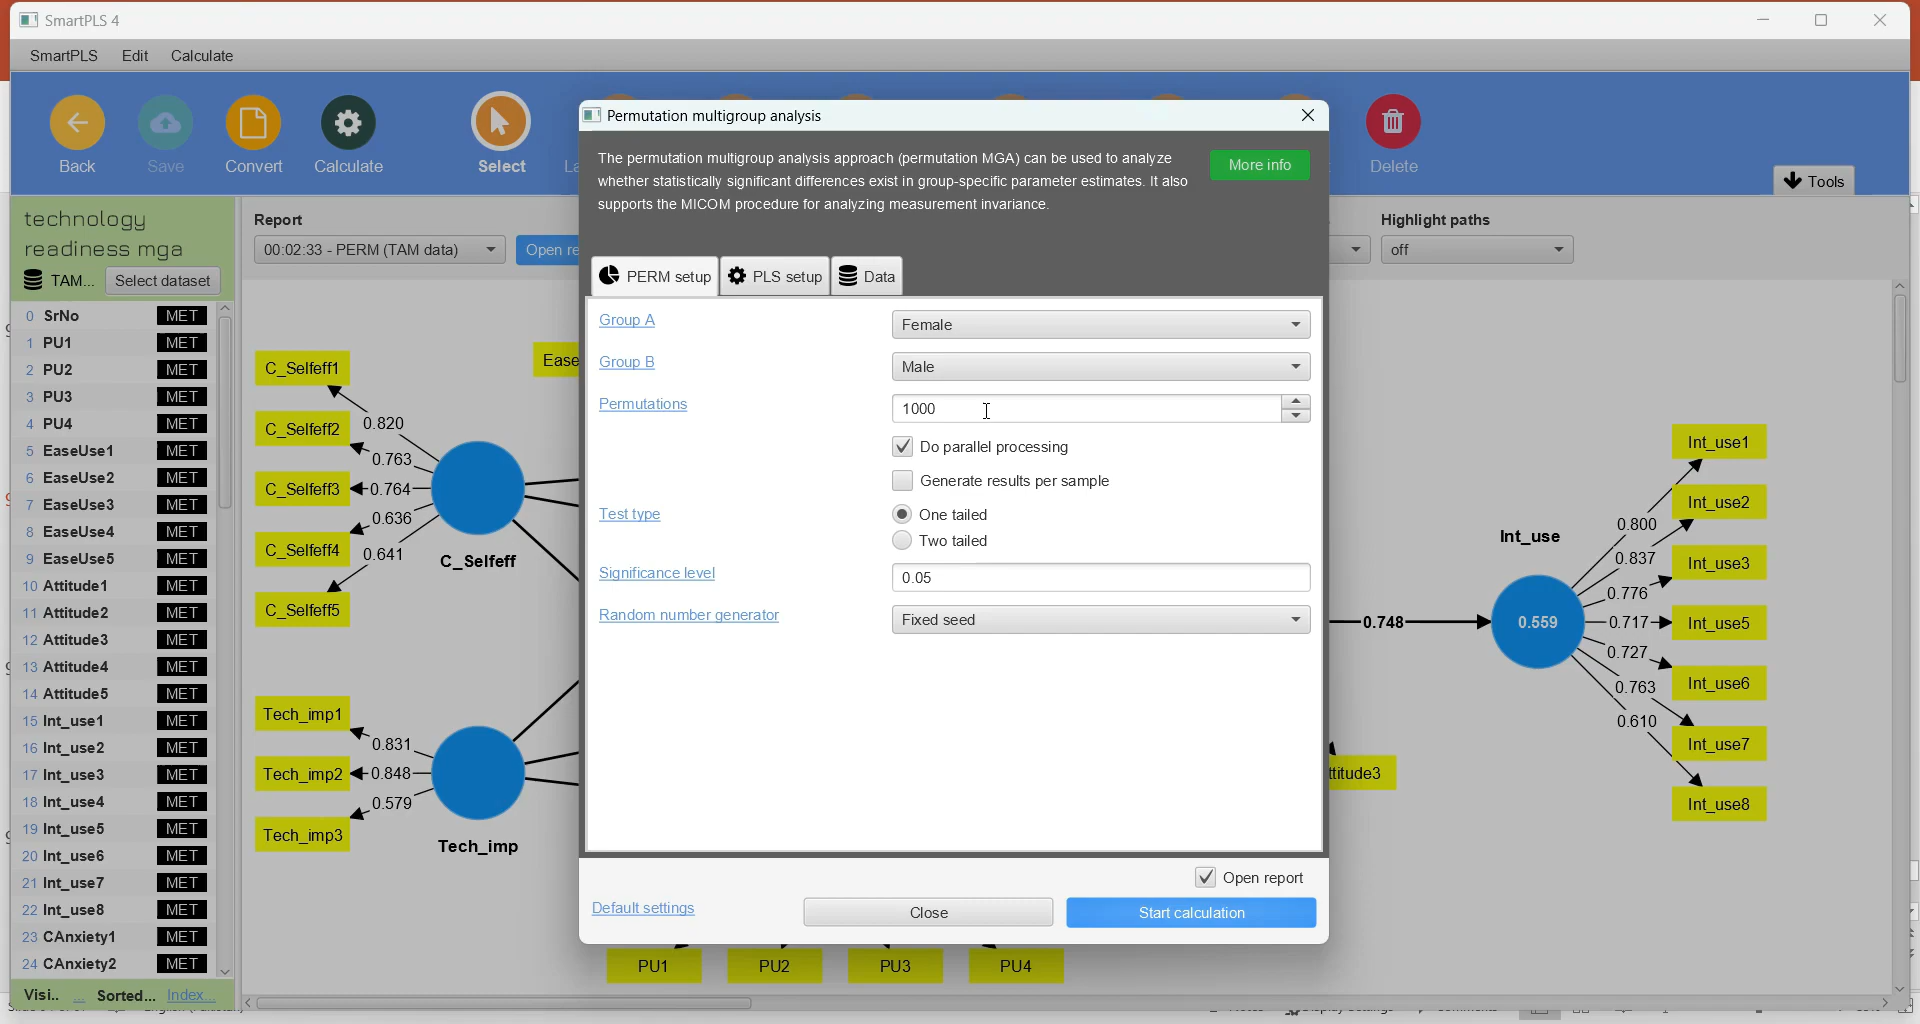 SmartPLS 4
SmartPLS Edit Calculate
Back Save Convert Calculate Select Delete
Tools
technology
readiness mga
TAM... Select dataset
0 SrNo MET
1 PU1 MET
2 PU2 MET
3 PU3 MET
4 PU4 MET
5 EaseUse1 MET
6 EaseUse2 MET
7 EaseUse3 MET
8 EaseUse4 MET
9 EaseUse5 MET
10 Attitude1 MET
11 Attitude2 MET
12 Attitude3 MET
13 Attitude4 MET
14 Attitude5 MET
15 Int_use1 MET
16 Int_use2 MET
17 Int_use3 MET
18 Int_use4 MET
19 Int_use5 MET
20 Int_use6 MET
21 Int_use7 MET
22 Int_use8 MET
23 CAnxiety1 MET
24 CAnxiety2 MET
Visi.. ... Sorted... Index...
Report
00:02:33 - PERM (TAM data) Open re
Highlight paths
off
C_Selfeff1
C_Selfeff2
C_Selfeff3
C_Selfeff4
C_Selfeff5
0.820
0.763
0.764
0.636
0.641
C_Selfeff
Ease
Tech_imp1
Tech_imp2
Tech_imp3
0.831
0.848
0.579
Tech_imp
Permutation multigroup analysis
The permutation multigroup analysis approach (permutation MGA) can be used to analyze
whether statistically significant differences exist in group-specific parameter estimates. It also
supports the MICOM procedure for analyzing measurement invariance.
More info
PERM setup PLS setup Data
Group A Female
Group B Male
Permutations 1000
Do parallel processing
Generate results per sample
Test type One tailed
Two tailed
Significance level 0.05
Random number generator Fixed seed
Open report
Default settings Close Start calculation
PU1 PU2 PU3 PU4
ttitude3
0.748
Int_use
0.559
0.800
0.837
0.776
0.717
0.727
0.763
0.610
Int_use1
Int_use2
Int_use3
Int_use5
Int_use6
Int_use7
Int_use8